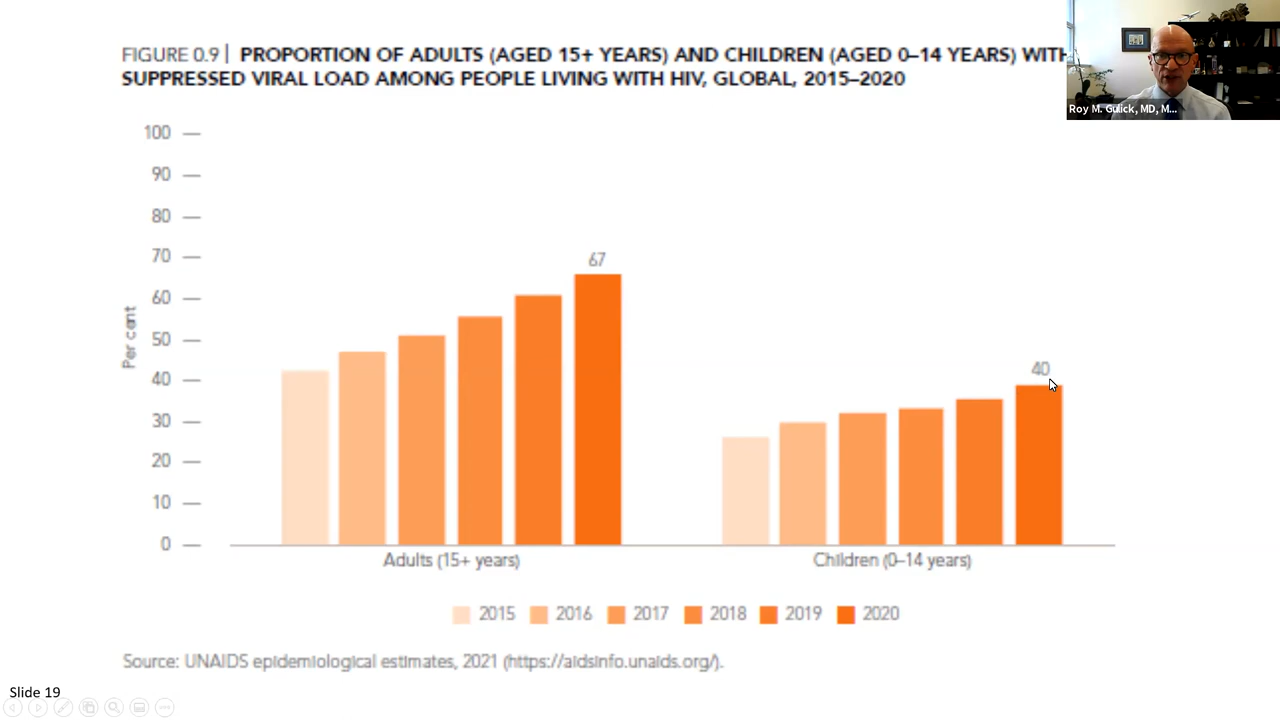 FIGURE 0.9 | PROPORTION OF ADULTS (AGED 15+ YEARS) AND CHILDREN (AGED 0–14 YEARS) WITH
SUPPRESSED VIRAL LOAD AMONG PEOPLE LIVING WITH HIV, GLOBAL, 2015–2020
Roy M. Gulick, MD, M...
100
90
80
70
60
50
40
30
20
10
0
Per cent
67
40
Adults (15+ years)
Children (0–14 years)
2015 2016 2017 2018 2019 2020
Source: UNAIDS epidemiological estimates, 2021 (https://aidsinfo.unaids.org/).
Slide 19